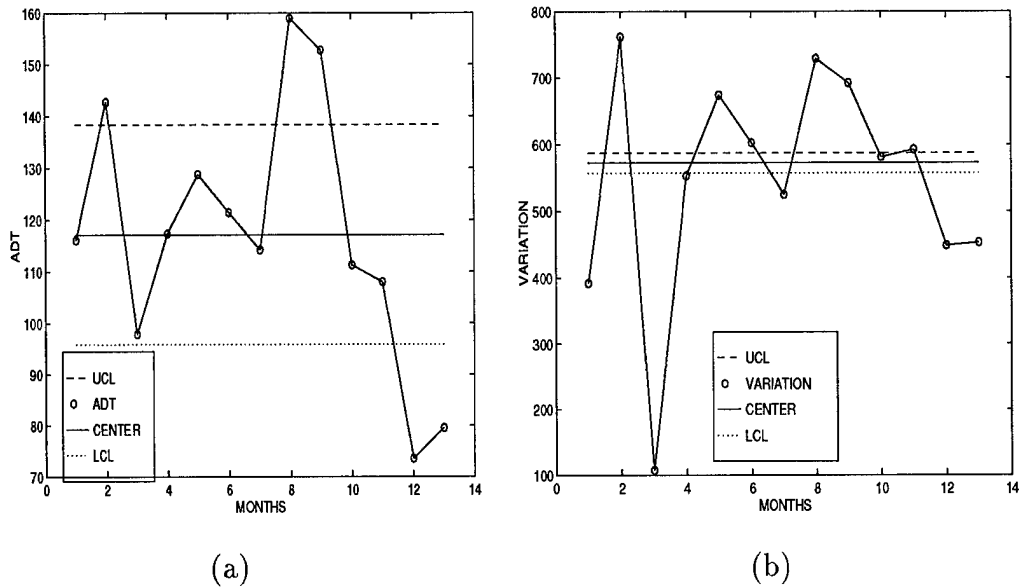 160
150
140
130
120
110
100
90
80
70
ADT
0 2 4 6 8 10 12 14
MONTHS
UCL
ADT
CENTER
LCL
(a)
800
700
600
500
400
300
200
100
VARIATION
0 2 4 6 8 10 12 14
MONTHS
UCL
VARIATION
CENTER
LCL
(b)